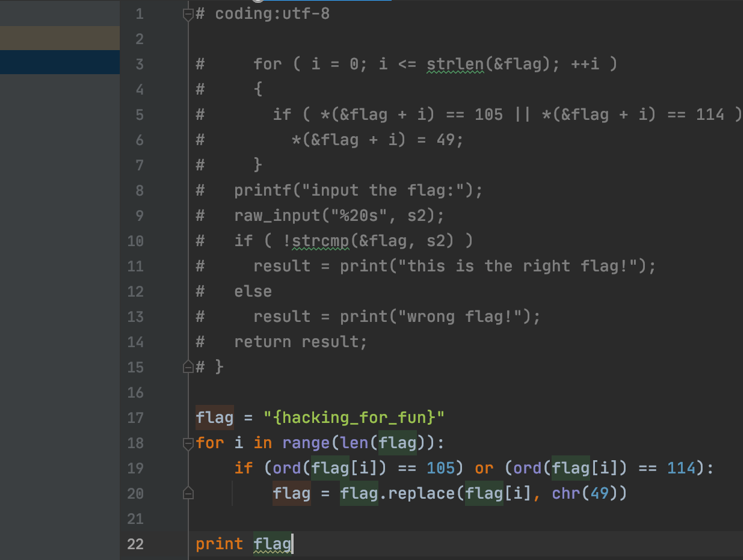 1 # coding:utf-8
2
3 #     for ( i = 0; i <= strlen(&flag); ++i )
4 #     {
5 #       if ( *(&flag + i) == 105 || *(&flag + i) == 114 )
6 #         *(&flag + i) = 49;
7 #     }
8 #   printf("input the flag:");
9 #   raw_input("%20s", s2);
10 #   if ( !strcmp(&flag, s2) )
11 #     result = print("this is the right flag!");
12 #   else
13 #     result = print("wrong flag!");
14 #   return result;
15 # }
16
17 flag = "{hacking_for_fun}"
18 for i in range(len(flag)):
19     if (ord(flag[i]) == 105) or (ord(flag[i]) == 114):
20         flag = flag.replace(flag[i], chr(49))
21
22 print flag